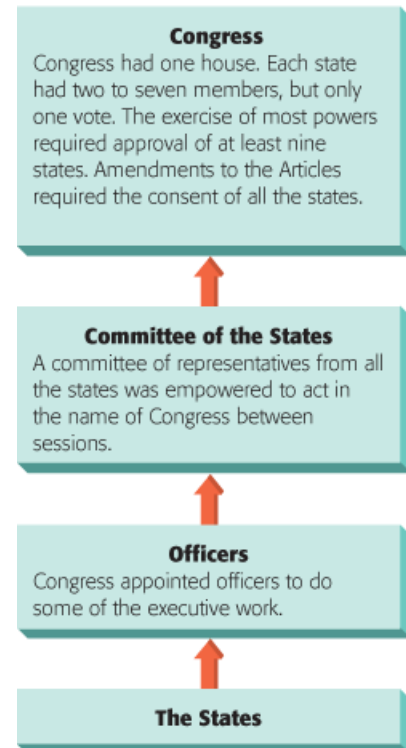 Congress
Congress had one house. Each state
had two to seven members, but only
one vote. The exercise of most powers
required approval of at least nine
states. Amendments to the Articles
required the consent of all the states.
Committee of the States
A committee of representatives from all
the states was empowered to act in
the name of Congress between
sessions.
Officers
Congress appointed officers to do
some of the executive work.
The States